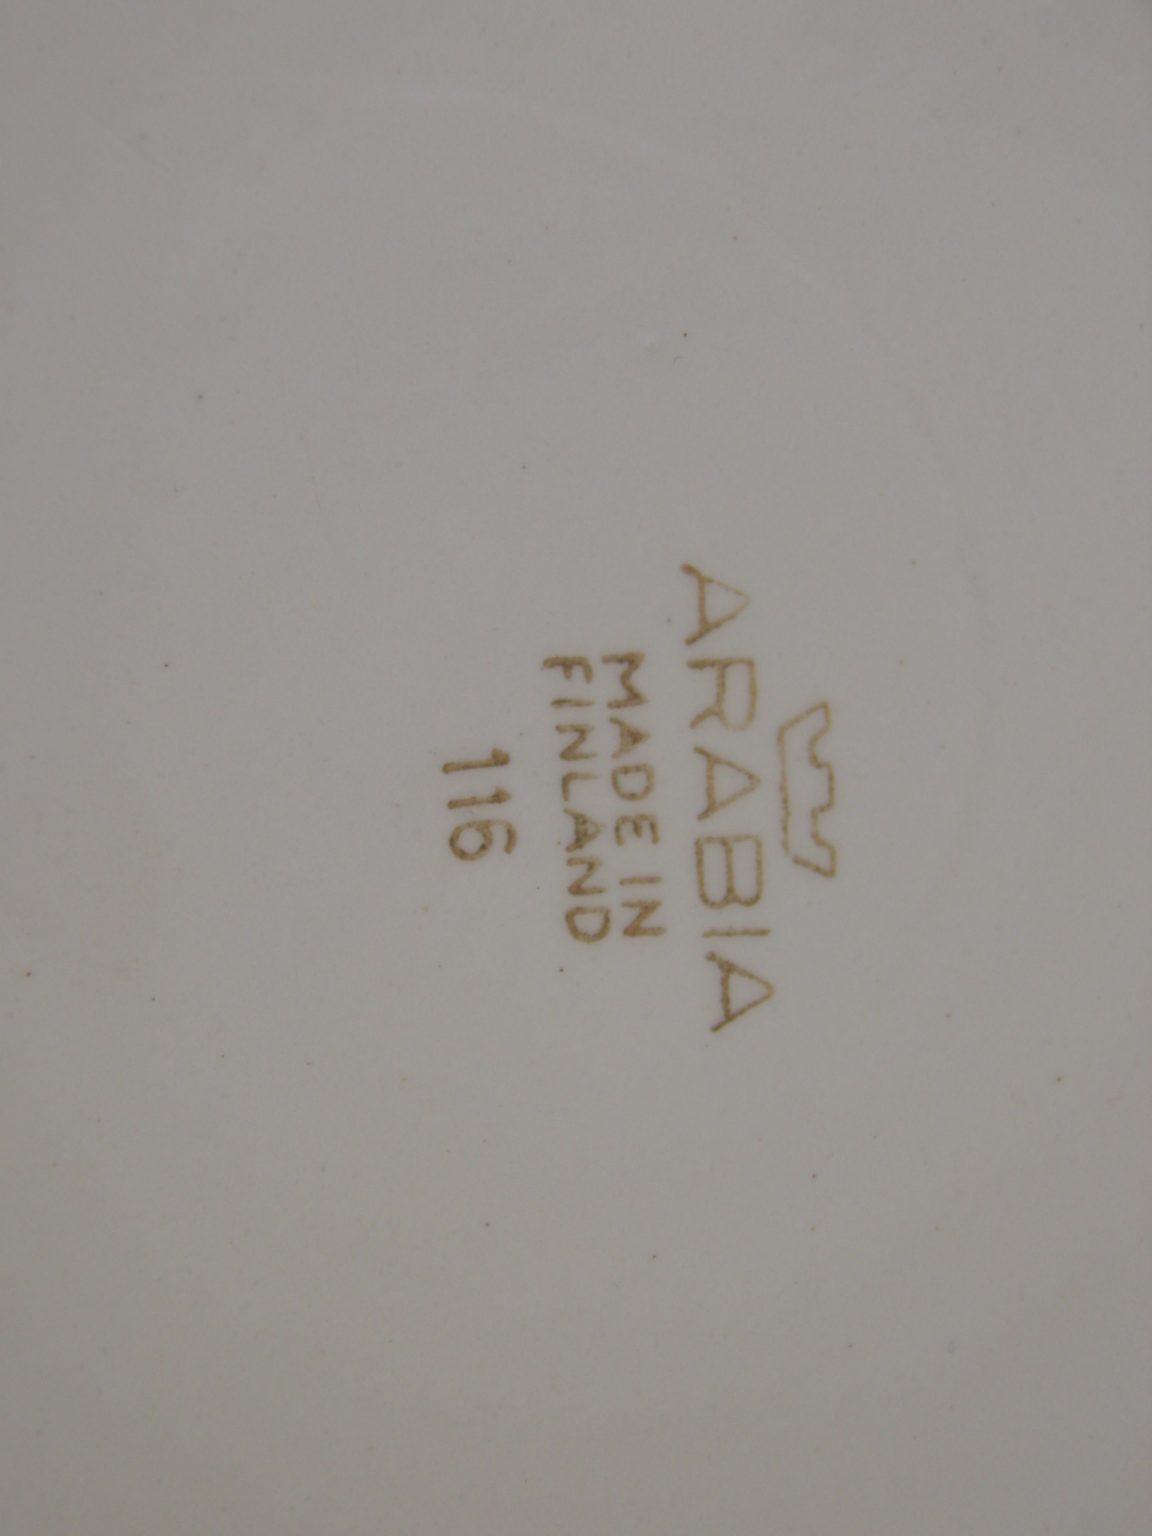 ARABIA
MADE IN
FINLAND
116